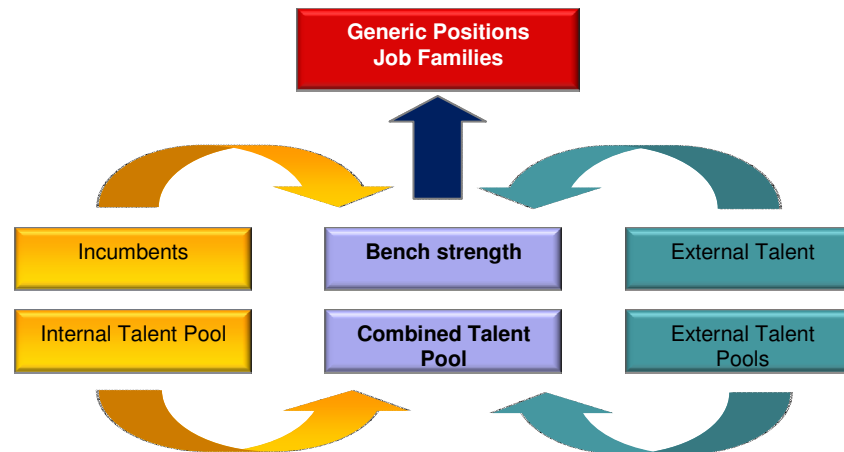 Generic Positions
Job Families
Incumbents
Bench strength
External Talent
Internal Talent Pool
Combined Talent
Pool
External Talent
Pools